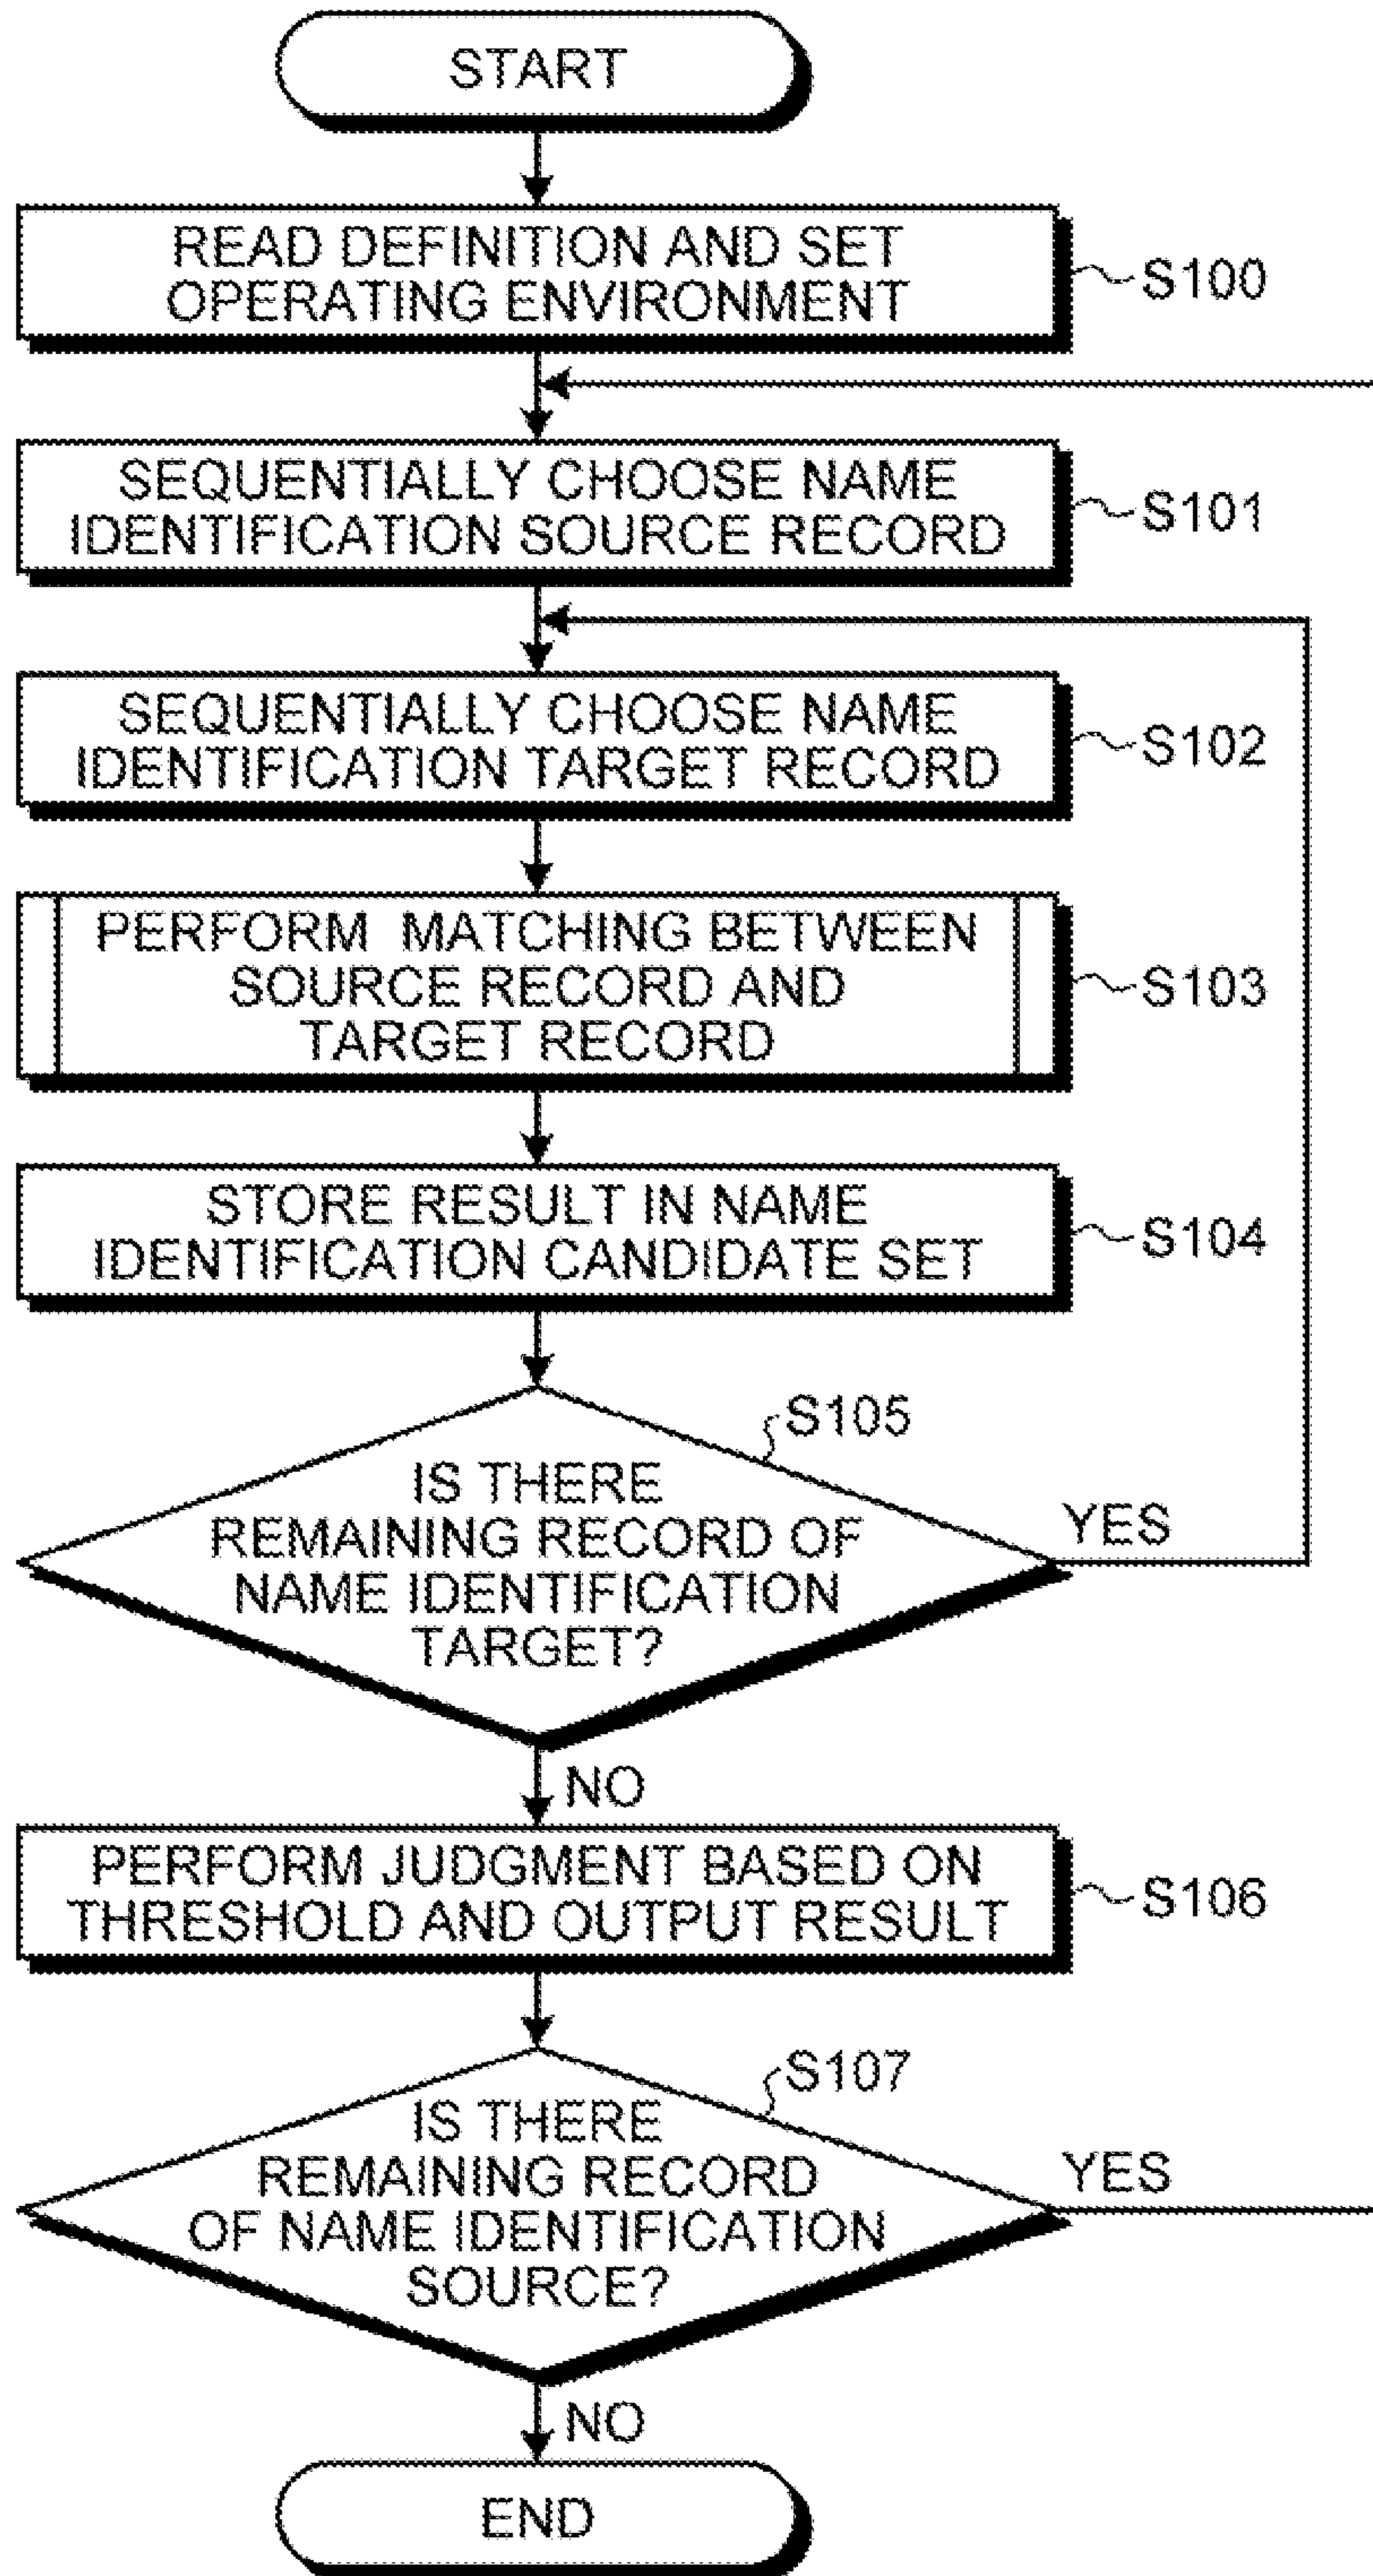 START
READ DEFINITION AND SET
OPERATING ENVIRONMENT
S100
SEQUENTIALLY CHOOSE NAME
IDENTIFICATION SOURCE RECORD
S101
SEQUENTIALLY CHOOSE NAME
IDENTIFICATION TARGET RECORD
S102
PERFORM MATCHING BETWEEN
SOURCE RECORD AND
TARGET RECORD
S103
STORE RESULT IN NAME
IDENTIFICATION CANDIDATE SET
S104
S105
IS THERE
REMAINING RECORD OF
NAME IDENTIFICATION
TARGET?
YES
NO
PERFORM JUDGMENT BASED ON
THRESHOLD AND OUTPUT RESULT
S106
S107
IS THERE
REMAINING RECORD
OF NAME IDENTIFICATION
SOURCE?
YES
NO
END